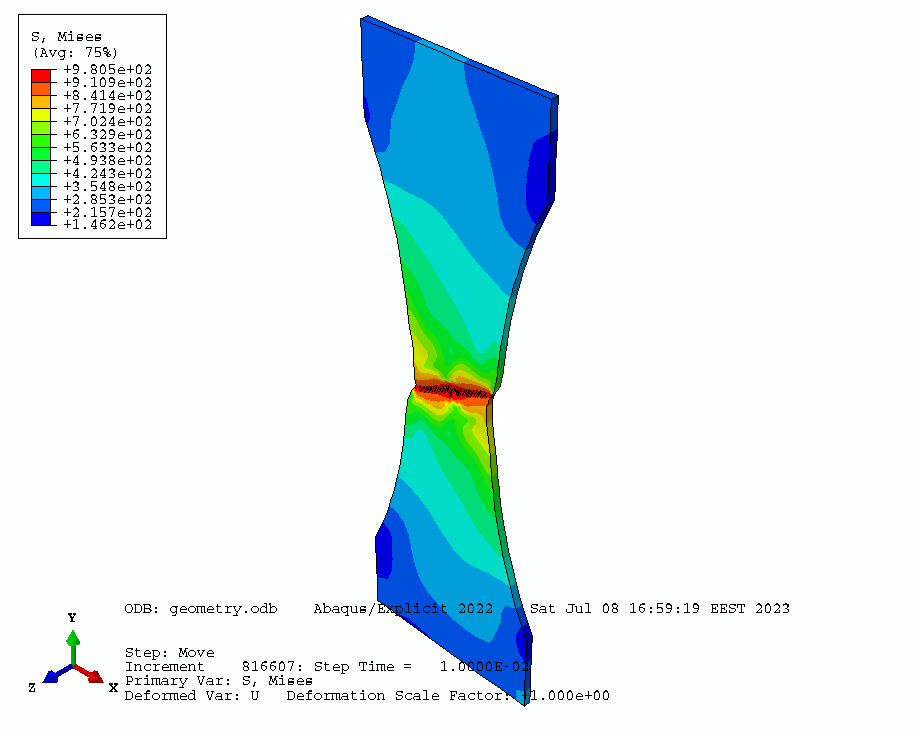 S, Mises
(Avg: 75%)
+9.805e+02
+9.109e+02
+8.414e+02
+7.719e+02
+7.024e+02
+6.329e+02
+5.633e+02
+4.938e+02
+4.243e+02
+3.548e+02
+2.853e+02
+2.157e+02
+1.462e+02
ODB: geometry.odb    Abaqus/Explicit 2022    Sat Jul 08 16:59:19 EEST 2023
Y
Z
X
Step: Move
Increment    816607: Step Time =   1.0000E-02
Primary Var: S, Mises
Deformed Var: U   Deformation Scale Factor: +1.000e+00